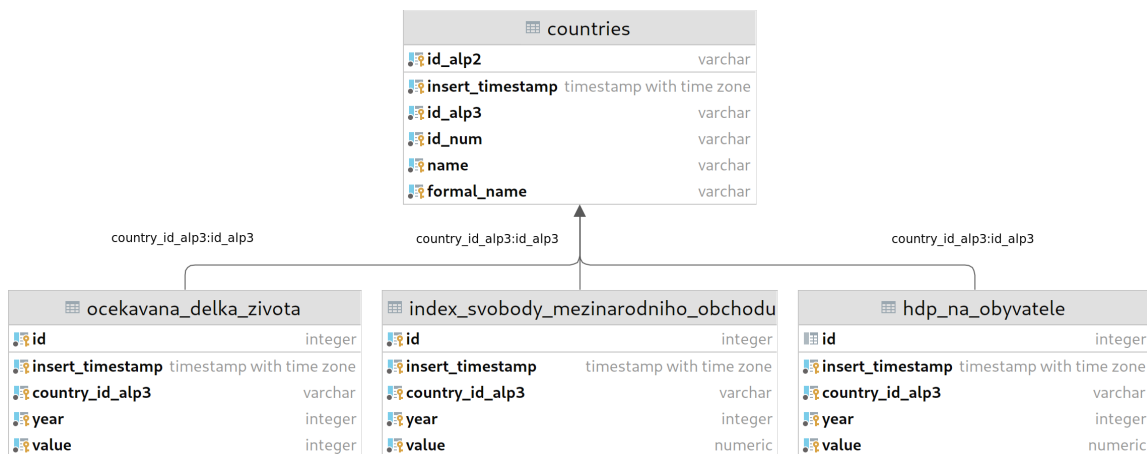 countries
id_alp2 varchar
insert_timestamp timestamp with time zone
id_alp3 varchar
id_num varchar
name varchar
formal_name varchar
country_id_alp3:id_alp3
country_id_alp3:id_alp3
country_id_alp3:id_alp3
ocekavana_delka_zivota
id integer
insert_timestamp timestamp with time zone
country_id_alp3 varchar
year integer
value integer
index_svobody_mezinarodniho_obchodu
id integer
insert_timestamp timestamp with time zone
country_id_alp3 varchar
year integer
value numeric
hdp_na_obyvatele
id integer
insert_timestamp timestamp with time zone
country_id_alp3 varchar
year integer
value numeric